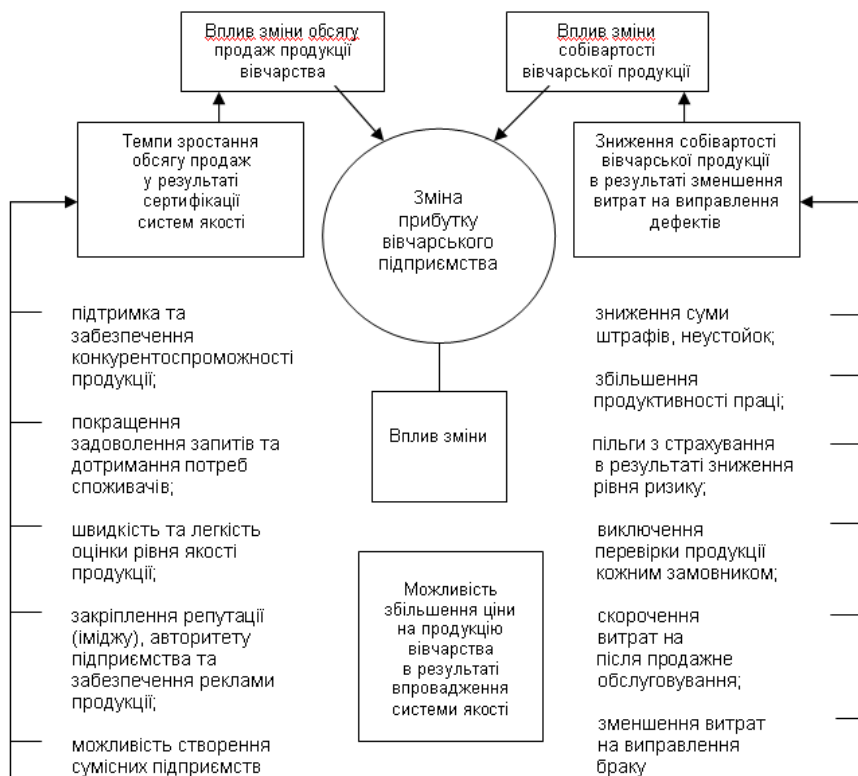 Вплив зміни обсягу
продаж продукції
вівчарства
Вплив зміни
собівартості
вівчарської продукції
Темпи зростання
обсягу продаж
у результаті
сертифікації
систем якості
Зміна
прибутку
вівчарського
підприємства
Зниження собівартості
вівчарської продукції
в результаті зменшення
витрат на виправлення
дефектів
підтримка та
забезпечення
конкурентоспроможності
продукції;
покращення
задоволення запитів та
дотримання потреб
споживачів;
швидкість та легкість
оцінки рівня якості
продукції;
закріплення репутації
(іміджу), авторитету
підприємства та
забезпечення реклами
продукції;
можливість створення
сумісних підприємств
Вплив зміни
Можливість
збільшення ціни
на продукцію
вівчарства
в результаті
впровадження
системи якості
зниження суми
штрафів, неустойок;
збільшення
продуктивності праці;
пільги з страхування
в результаті зниження
рівня ризику;
виключення
перевірки продукції
кожним замовником;
скорочення
витрат на
після продажне
обслуговування;
зменшення витрат
на виправлення
браку